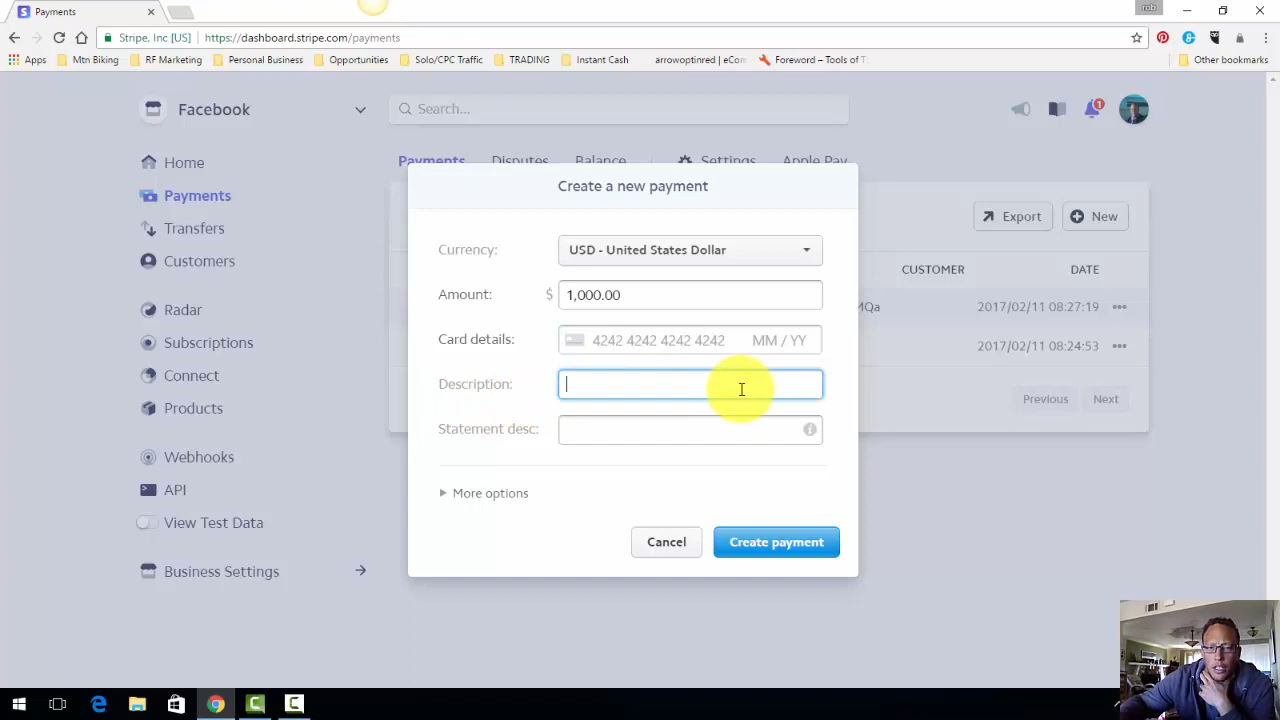 Payments
rob
Stripe, Inc [US] https://dashboard.stripe.com/payments
Apps Mtn Biking RF Marketing Personal Business Opportunities Solo/CPC Traffic TRADING Instant Cash arrowoptinred | eCom Foreword – Tools of T Other bookmarks
Facebook Search... 1
Home Payments Disputes Balance Settings Apple Pay
Payments
Transfers
Customers
Radar
Subscriptions
Connect
Products
Webhooks
API
View Test Data
Business Settings
Export New
CUSTOMER DATE
MQa 2017/02/11 08:27:19
2017/02/11 08:24:53
Previous Next
Create a new payment
Currency: USD - United States Dollar
Amount: $ 1,000.00
Card details: 4242 4242 4242 4242 MM / YY
Description:
Statement desc:
More options
Cancel Create payment